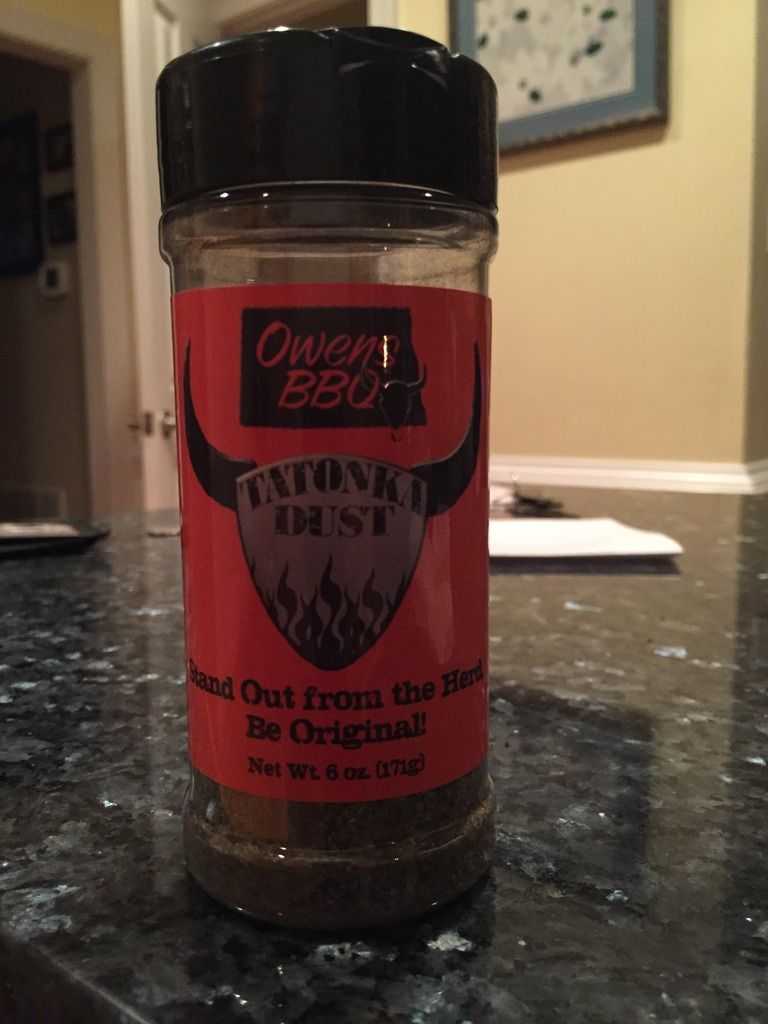 Owens
BBQ
TATONKA
DUST
Stand Out from the Herd
Be Original!
Net Wt. 6 oz. (171g)